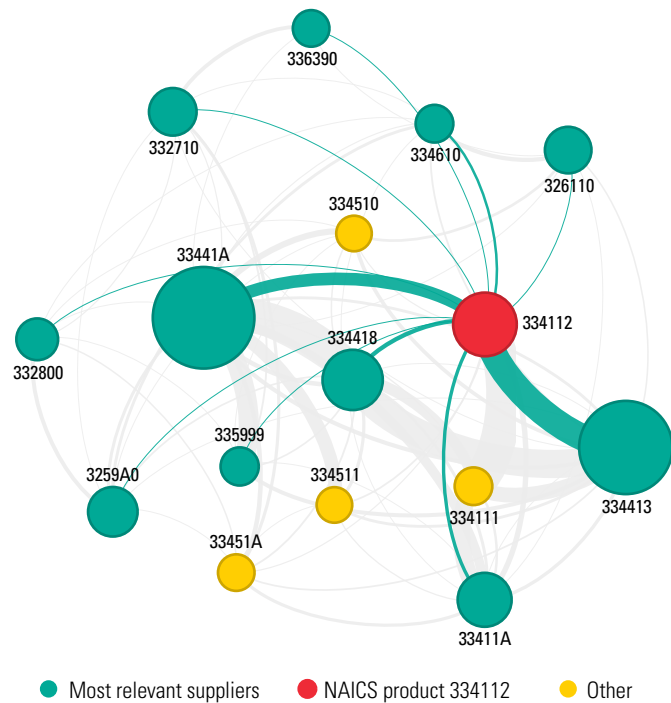 336390
332710
334610
326110
334510
33441A
334112
334418
332800
335999
3259A0
334511
334111
334413
33451A
33411A
Most relevant suppliers
NAICS product 334112
Other